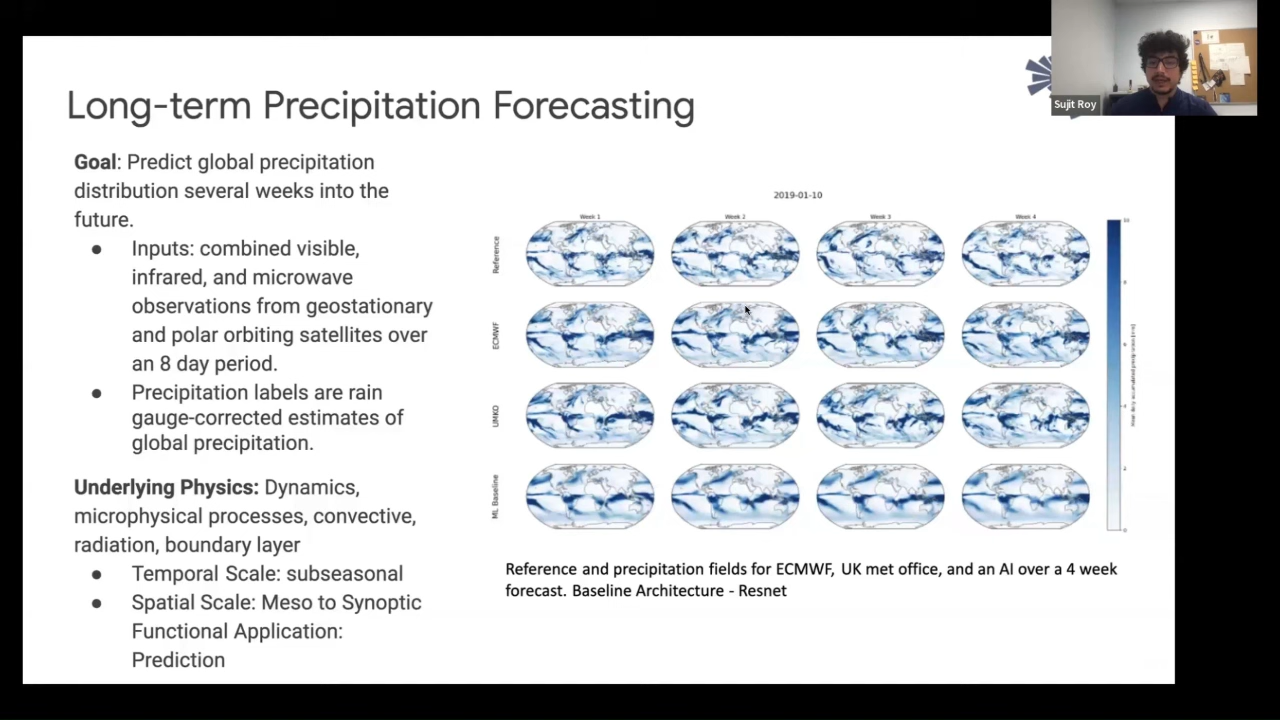 Sujit Roy
Long-term Precipitation Forecasting
Goal: Predict global precipitation
distribution several weeks into the
future.
● Inputs: combined visible,
infrared, and microwave
observations from geostationary
and polar orbiting satellites over
an 8 day period.
● Precipitation labels are rain
gauge-corrected estimates of
global precipitation.
Underlying Physics: Dynamics,
microphysical processes, convective,
radiation, boundary layer
● Temporal Scale: subseasonal
● Spatial Scale: Meso to Synoptic
Functional Application:
Prediction
2019-01-10
Week 1 Week 2 Week 3 Week 4
Reference
ECMWF
UMKO
ML Baseline
Reference and precipitation fields for ECMWF, UK met office, and an AI over a 4 week
forecast. Baseline Architecture - Resnet